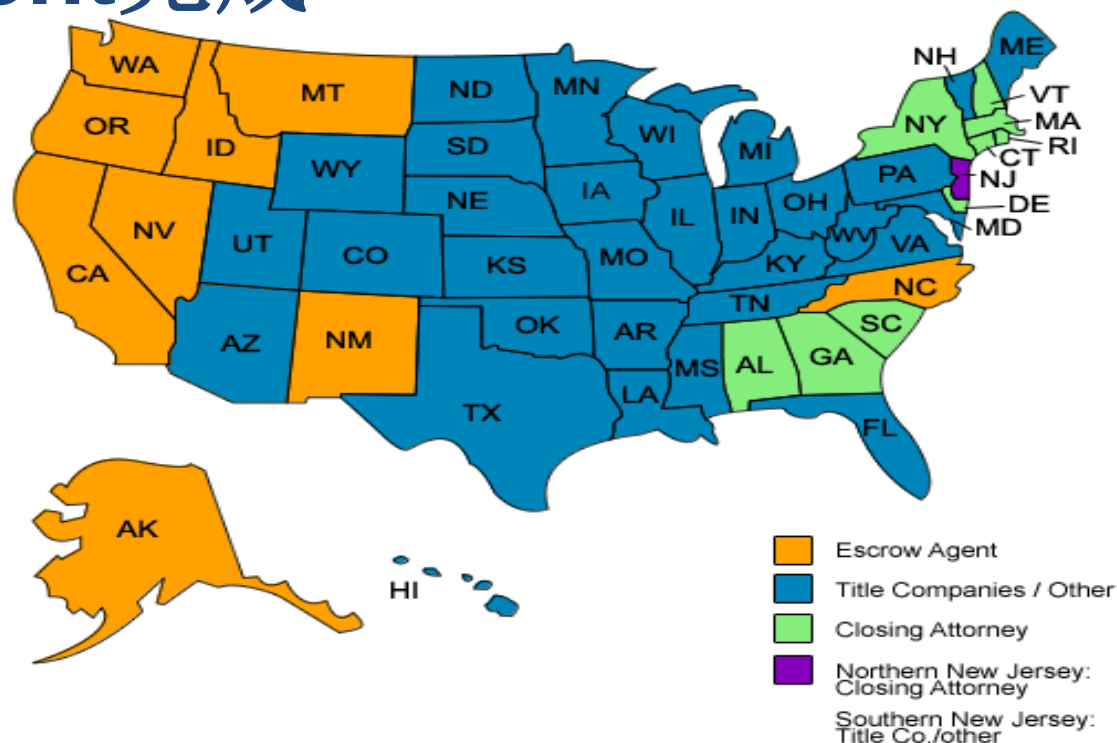 WA
MT
ND
MN
NH
ME
OR
ID
SD
WI
MI
NY
VT
MA
RI
CT
WY
NE
IA
IL
IN
OH
PA
NJ
DE
MD
NV
UT
CO
KS
MO
KY
WV
VA
CA
AZ
NM
OK
AR
TN
NC
SC
TX
LA
MS
AL
GA
FL
AK
HI
Escrow Agent
Title Companies / Other
Closing Attorney
Northern New Jersey:
Closing Attorney
Southern New Jersey:
Title Co./other